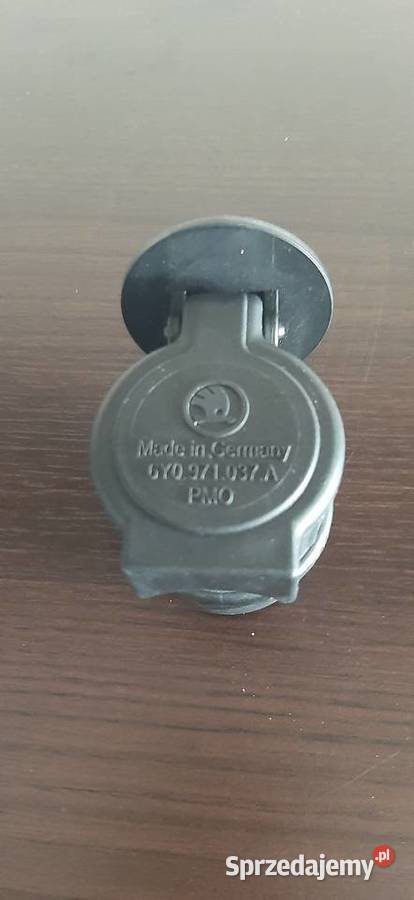 Made in Germany
6Y0.971.037.A
PMO
Sprzedajemy.pl